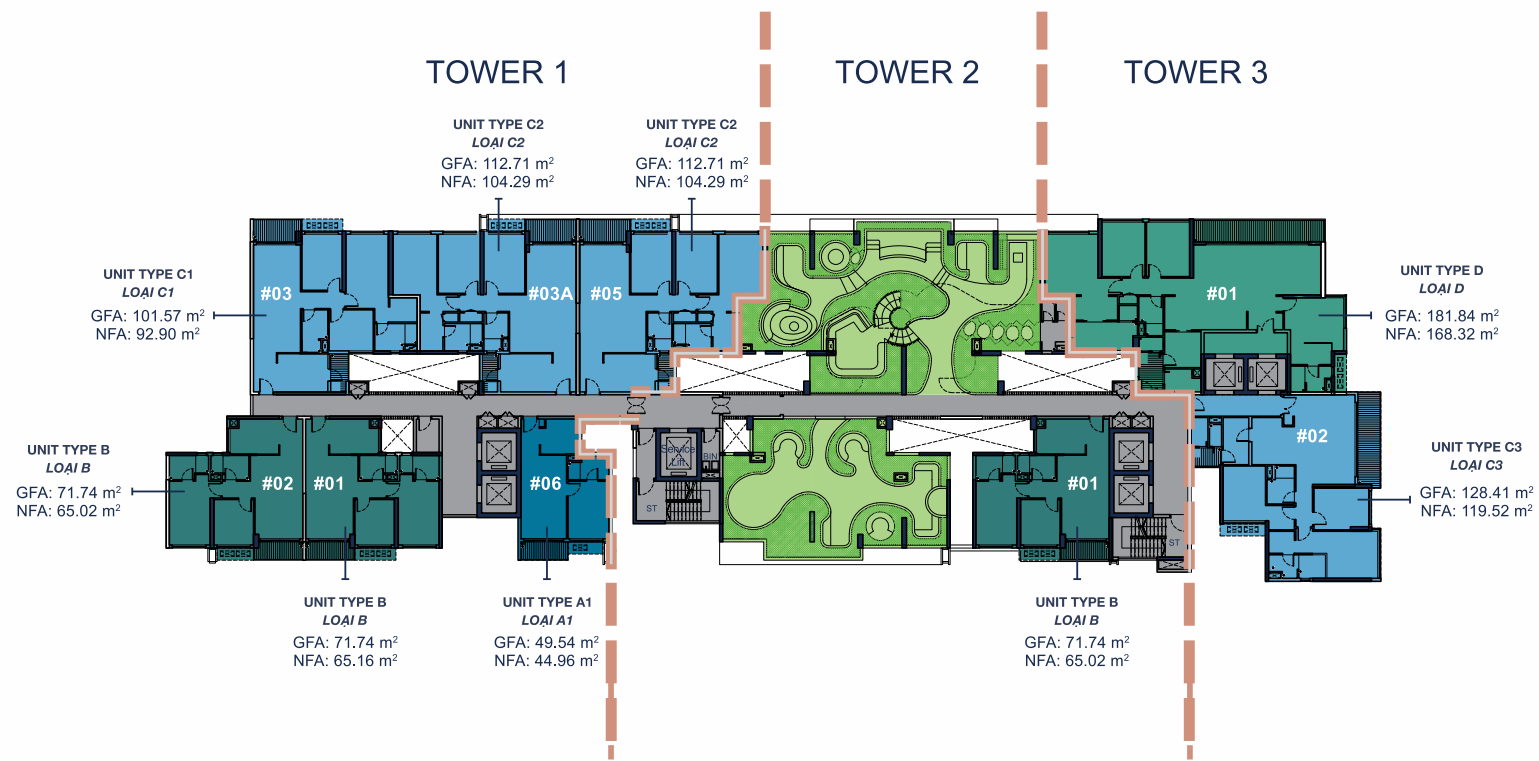 TOWER 1
TOWER 2
TOWER 3
UNIT TYPE C2
LOẠI C2
GFA: 112.71 m²
NFA: 104.29 m²
UNIT TYPE C2
LOẠI C2
GFA: 112.71 m²
NFA: 104.29 m²
UNIT TYPE C1
LOẠI C1
GFA: 101.57 m²
NFA: 92.90 m²
#03
#03A
#05
#01
UNIT TYPE D
LOẠI D
GFA: 181.84 m²
NFA: 168.32 m²
UNIT TYPE B
LOẠI B
GFA: 71.74 m²
NFA: 65.02 m²
#02
#01
#06
Service
Lift
BIN
ST
#01
ST
#02
UNIT TYPE C3
LOẠI C3
GFA: 128.41 m²
NFA: 119.52 m²
UNIT TYPE B
LOẠI B
GFA: 71.74 m²
NFA: 65.16 m²
UNIT TYPE A1
LOẠI A1
GFA: 49.54 m²
NFA: 44.96 m²
UNIT TYPE B
LOẠI B
GFA: 71.74 m²
NFA: 65.02 m²